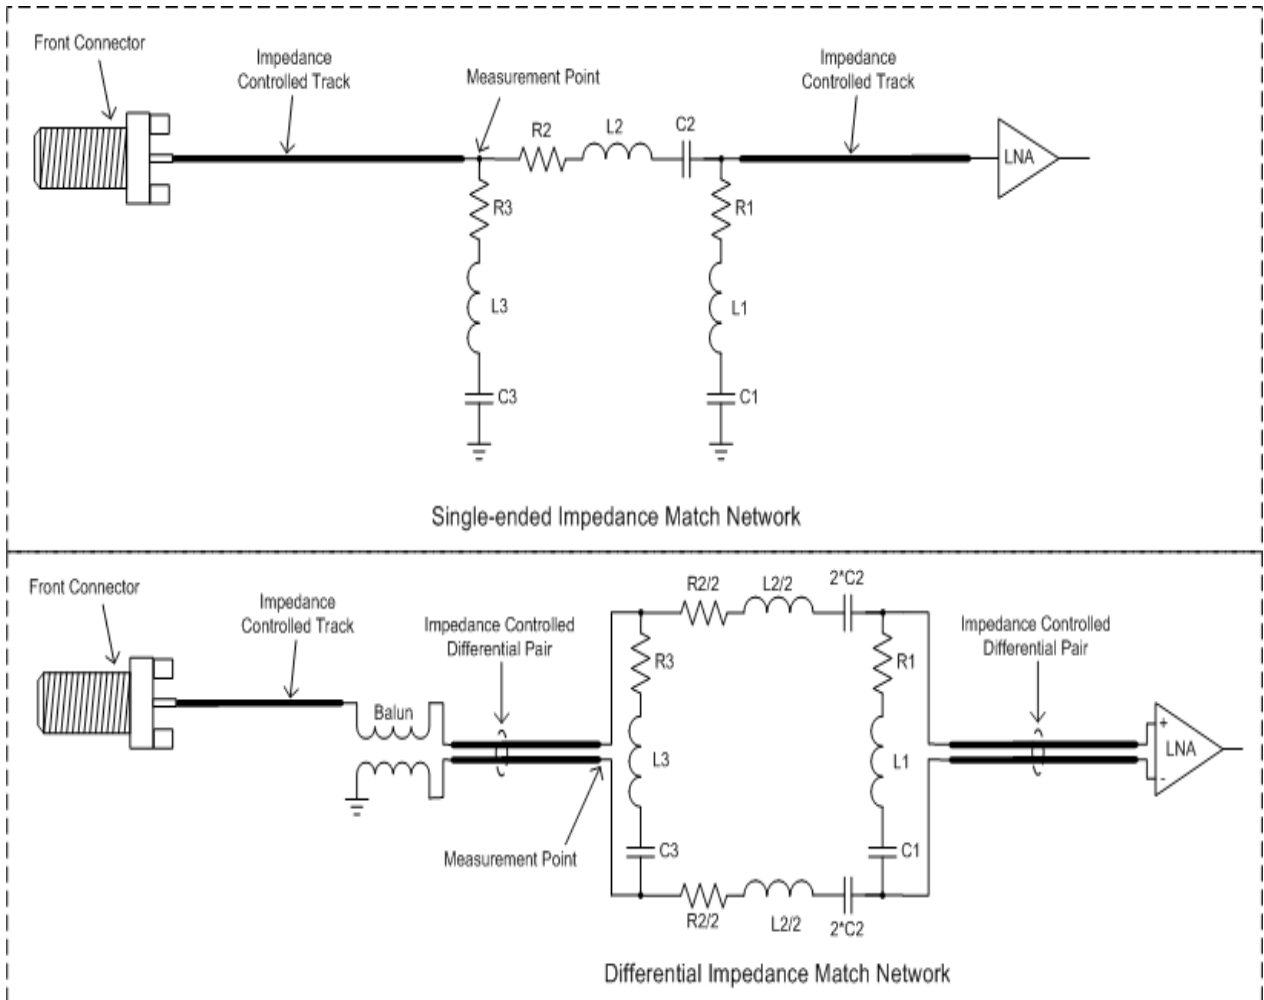 Front Connector
Impedance
Controlled Track
Measurement Point
Impedance
Controlled Track
R2
L2
C2
LNA
R3
R1
L3
L1
C3
C1
Single-ended Impedance Match Network
Front Connector
Impedance
Controlled Track
Impedance Controlled
Differential Pair
R2/2
L2/2
2*C2
Impedance Controlled
Differential Pair
R3
R1
Balun
+
LNA
-
L3
L1
Measurement Point
C3
C1
R2/2
L2/2
2*C2
Differential Impedance Match Network